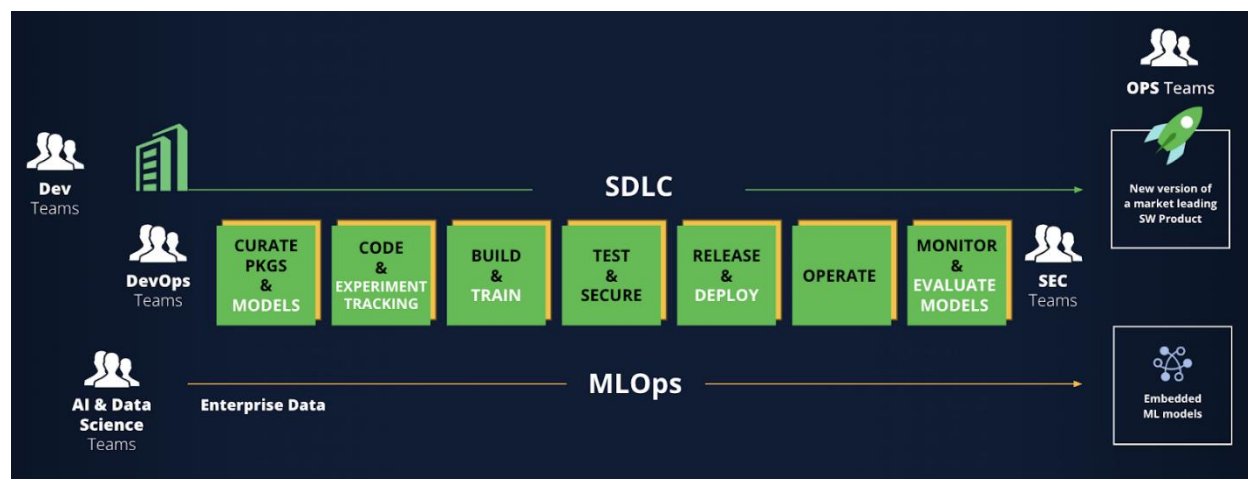 OPS Teams
Dev
Teams
SDLC
New version of
a market leading
SW Product
DevOps
Teams
CURATE
PKGS
&
MODELS
CODE
&
EXPERIMENT
TRACKING
BUILD
&
TRAIN
TEST
&
SECURE
RELEASE
&
DEPLOY
OPERATE
MONITOR
&
EVALUATE
MODELS
SEC
Teams
AI & Data
Science
Teams
Enterprise Data
MLOps
Embedded
ML models